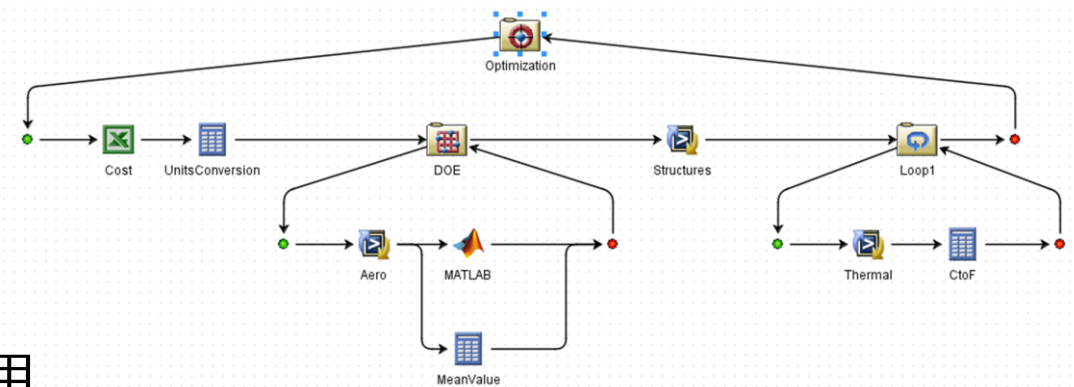 Optimization
Cost UnitsConversion DOE Structures Loop1
Aero MATLAB Thermal CtoF
MeanValue